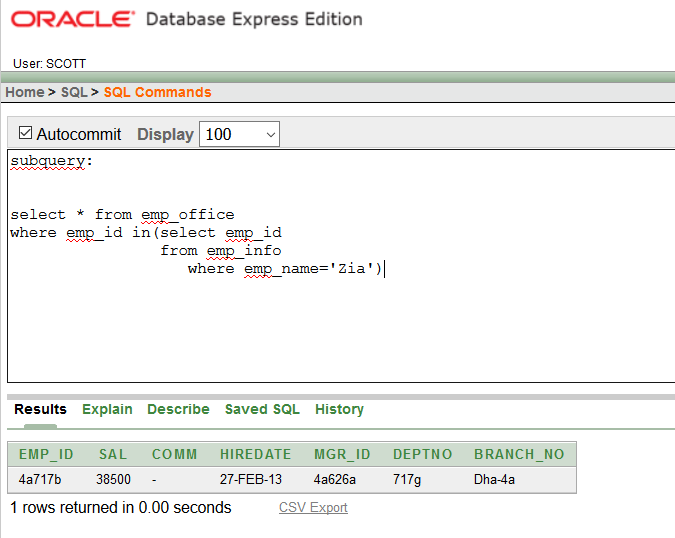 ORACLE Database Express Edition
User: SCOTT
Home > SQL > SQL Commands
Autocommit Display 100
subquery:
select * from emp_office
where emp_id in(select emp_id
from emp_info
where emp_name='Zia')
Results Explain Describe Saved SQL History
EMP_ID SAL COMM HIREDATE MGR_ID DEPTNO BRANCH_NO
4a717b 38500 - 27-FEB-13 4a626a 717g Dha-4a
1 rows returned in 0.00 seconds CSV Export